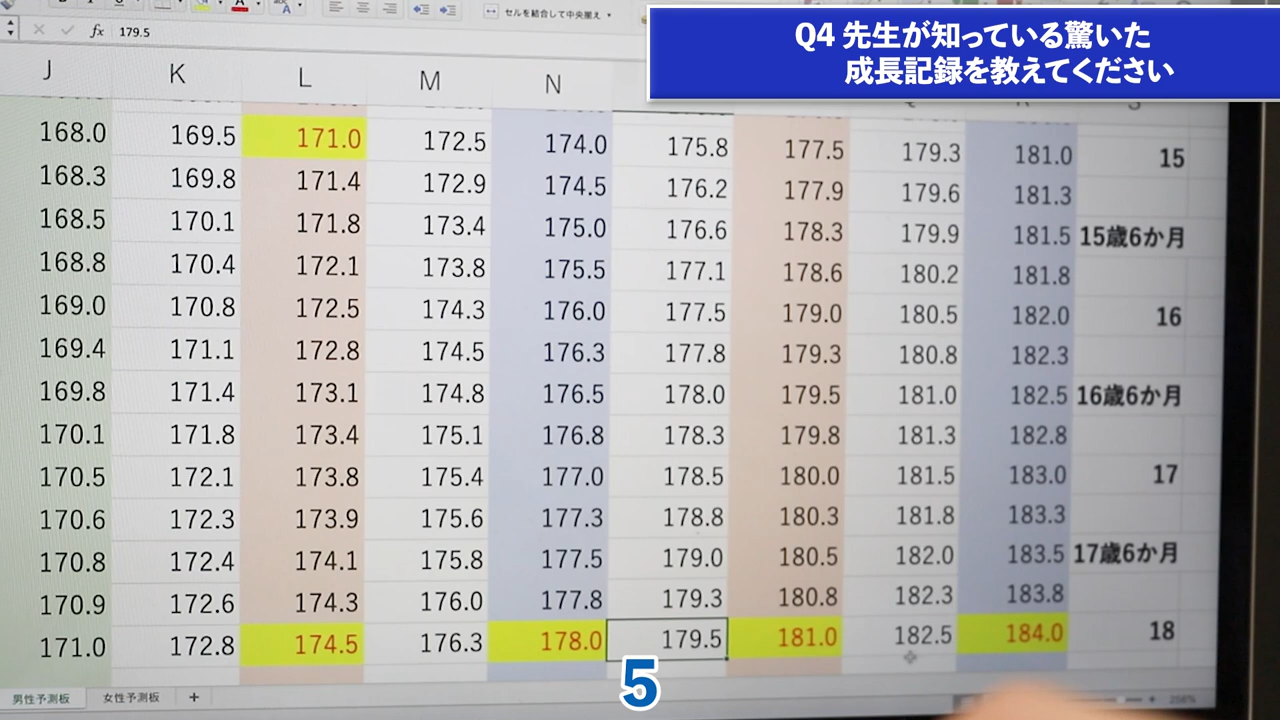 セルを結合して中央揃え
fx 179.5
Q4 先生が知っている驚いた
成長記録を教えてください
J K L M N
168.0 169.5 171.0 172.5 174.0 175.8 177.5 179.3 181.0 15
168.3 169.8 171.4 172.9 174.5 176.2 177.9 179.6 181.3
168.5 170.1 171.8 173.4 175.0 176.6 178.3 179.9 181.5 15歳6か月
168.8 170.4 172.1 173.8 175.5 177.1 178.6 180.2 181.8
169.0 170.8 172.5 174.3 176.0 177.5 179.0 180.5 182.0 16
169.4 171.1 172.8 174.5 176.3 177.8 179.3 180.8 182.3
169.8 171.4 173.1 174.8 176.5 178.0 179.5 181.0 182.5 16歳6か月
170.1 171.8 173.4 175.1 176.8 178.3 179.8 181.3 182.8
170.5 172.1 173.8 175.4 177.0 178.5 180.0 181.5 183.0 17
170.6 172.3 173.9 175.6 177.3 178.8 180.3 181.8 183.3
170.8 172.4 174.1 175.8 177.5 179.0 180.5 182.0 183.5 17歳6か月
170.9 172.6 174.3 176.0 177.8 179.3 180.8 182.3 183.8
171.0 172.8 174.5 176.3 178.0 179.5 181.0 182.5 184.0 18
男性予測板 女性予測板 +
5